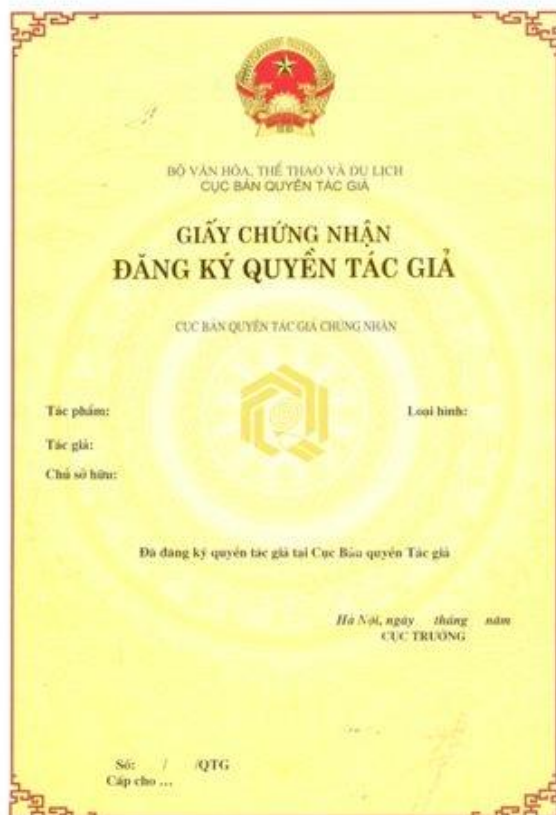 BỘ VĂN HÓA, THỂ THAO VÀ DU LỊCH
CỤC BẢN QUYỀN TÁC GIẢ
GIẤY CHỨNG NHẬN
ĐĂNG KÝ QUYỀN TÁC GIẢ
CỤC BẢN QUYỀN TÁC GIẢ CHỨNG NHẬN
Tác phẩm: Loại hình:
Tác giả:
Chủ sở hữu:
Đã đăng ký quyền tác giả tại Cục Bản quyền Tác giả
Hà Nội, ngày tháng năm
CỤC TRƯỞNG
Số: / /QTG
Cấp cho ...